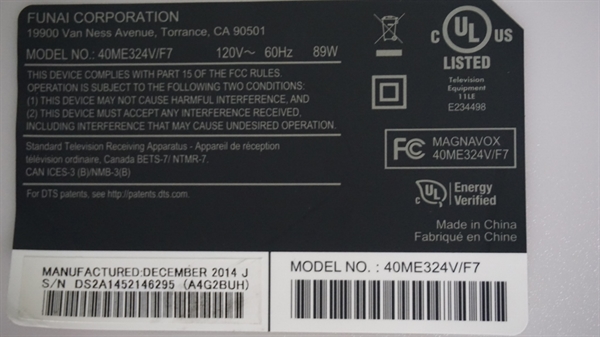 FUNAI CORPORATION
19900 Van Ness Avenue, Torrance, CA 90501
MODEL NO.: 40ME324V/F7 120V~ 60Hz 89W
THIS DEVICE COMPLIES WITH PART 15 OF THE FCC RULES.
OPERATION IS SUBJECT TO THE FOLLOWING TWO CONDITIONS:
(1) THIS DEVICE MAY NOT CAUSE HARMFUL INTERFERENCE, AND
(2) THIS DEVICE MUST ACCEPT ANY INTERFERENCE RECEIVED,
INCLUDING INTERFERENCE THAT MAY CAUSE UNDESIRED OPERATION.
Standard Television Receiving Apparatus - Appareil de réception
télévision ordinaire, Canada BETS-7/ NTMR-7.
CAN ICES-3 (B)/NMB-3(B)
For DTS patents, see http://patents.dts.com.
C UL US
®
LISTED
Television
Equipment
11LE
E234498
FC MAGNAVOX
40ME324V/F7
C UL ® Energy
Verified
Made in China
Fabriqué en Chine
MANUFACTURED:DECEMBER 2014 J
S/N DS2A1452146295 (A4G2BUH)
MODEL NO. : 40ME324V/F7